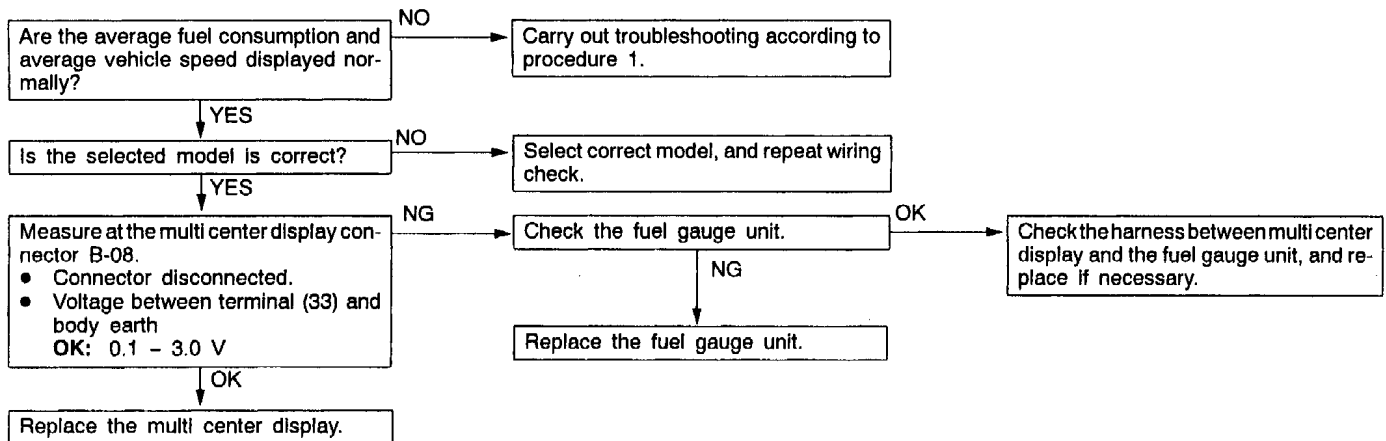 Are the average fuel consumption and
average vehicle speed displayed nor-
mally?
NO
Carry out troubleshooting according to
procedure 1.
YES
Is the selected model is correct?
NO
Select correct model, and repeat wiring
check.
YES
Measure at the multi center display con-
nector B-08.
● Connector disconnected.
● Voltage between terminal (33) and
body earth
OK: 0.1 – 3.0 V
NG
Check the fuel gauge unit.
OK
Check the harness between multi center
display and the fuel gauge unit, and re-
place if necessary.
NG
Replace the fuel gauge unit.
OK
Replace the multi center display.